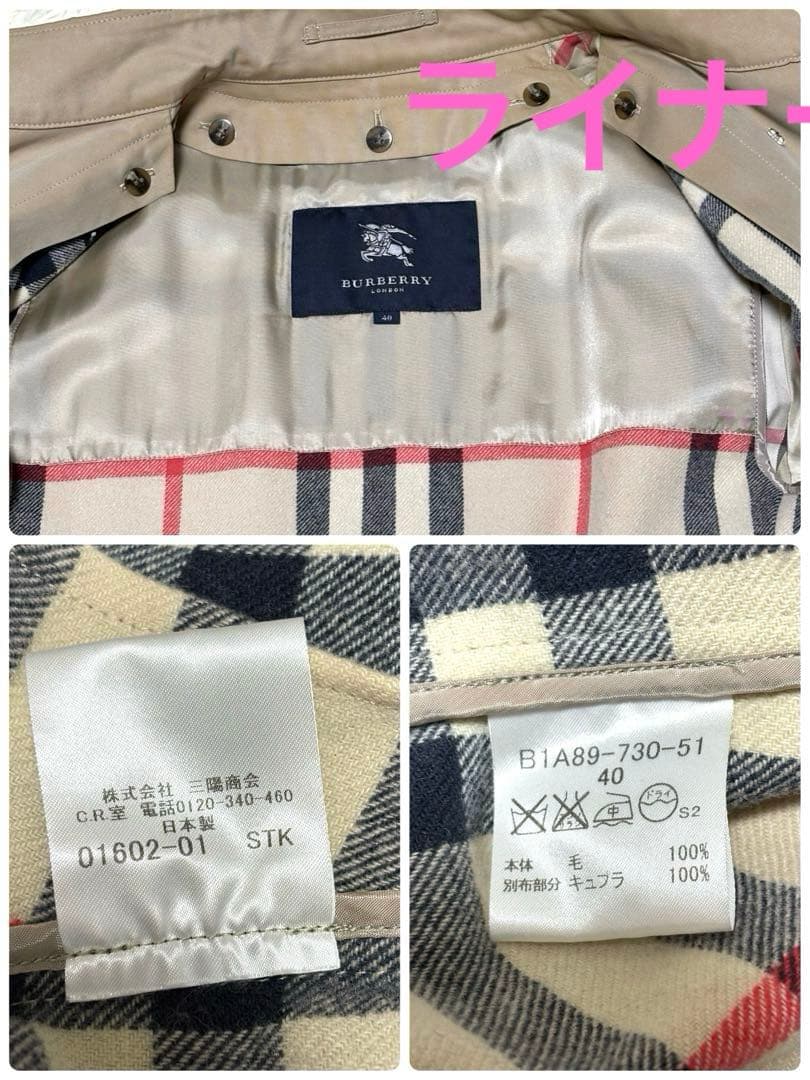 ライナー
BURBERRY
LONDON
40
株式会社 三陽商会
C.R室 電話0120-340-460
日本製
01602-01 STK
B1A89-730-51
40
中 ドライ
S2
本体 毛 100%
別布部分 キュプラ 100%